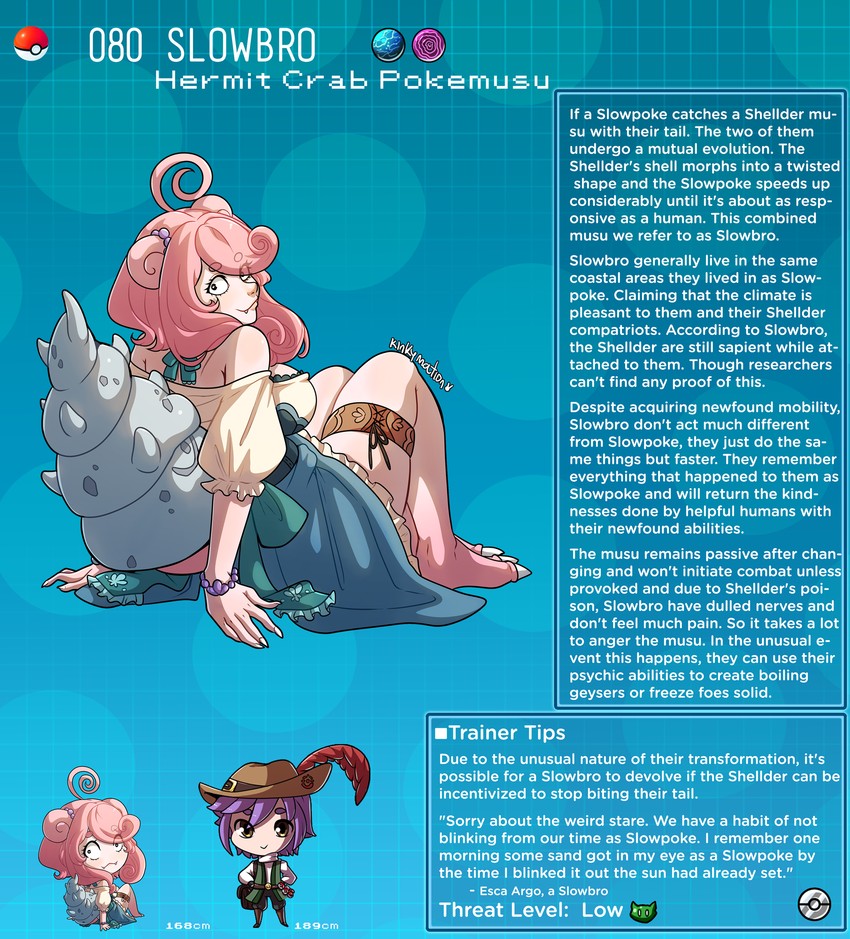 080 SLOWBRO
Hermit Crab Pokemusu
If a Slowpoke catches a Shellder mu-
su with their tail. The two of them
undergo a mutual evolution. The
Shellder's shell morphs into a twisted
shape and the Slowpoke speeds up
considerably until it's about as resp-
onsive as a human. This combined
musu we refer to as Slowbro.
Slowbro generally live in the same
coastal areas they lived in as Slow-
poke. Claiming that the climate is
pleasant to them and their Shellder
compatriots. According to Slowbro,
the Shellder are still sapient while at-
tached to them. Though researchers
can't find any proof of this.
Despite acquiring newfound mobility,
Slowbro don't act much different
from Slowpoke, they just do the sa-
me things but faster. They remember
everything that happened to them as
Slowpoke and will return the kind-
nesses done by helpful humans with
their newfound abilities.
The musu remains passive after chan-
ging and won't initiate combat unless
provoked and due to Shellder's poi-
son, Slowbro have dulled nerves and
don't feel much pain. So it takes a lot
to anger the musu. In the unusual e-
vent this happens, they can use their
psychic abilities to create boiling
geysers or freeze foes solid.
kinkymation
■Trainer Tips
Due to the unusual nature of their transformation, it's
possible for a Slowbro to devolve if the Shellder can be
incentivized to stop biting their tail.
"Sorry about the weird stare. We have a habit of not
blinking from our time as Slowpoke. I remember one
morning some sand got in my eye as a Slowpoke by
the time I blinked it out the sun had already set."
- Esca Argo, a Slowbro
Threat Level: Low
168cm
189cm